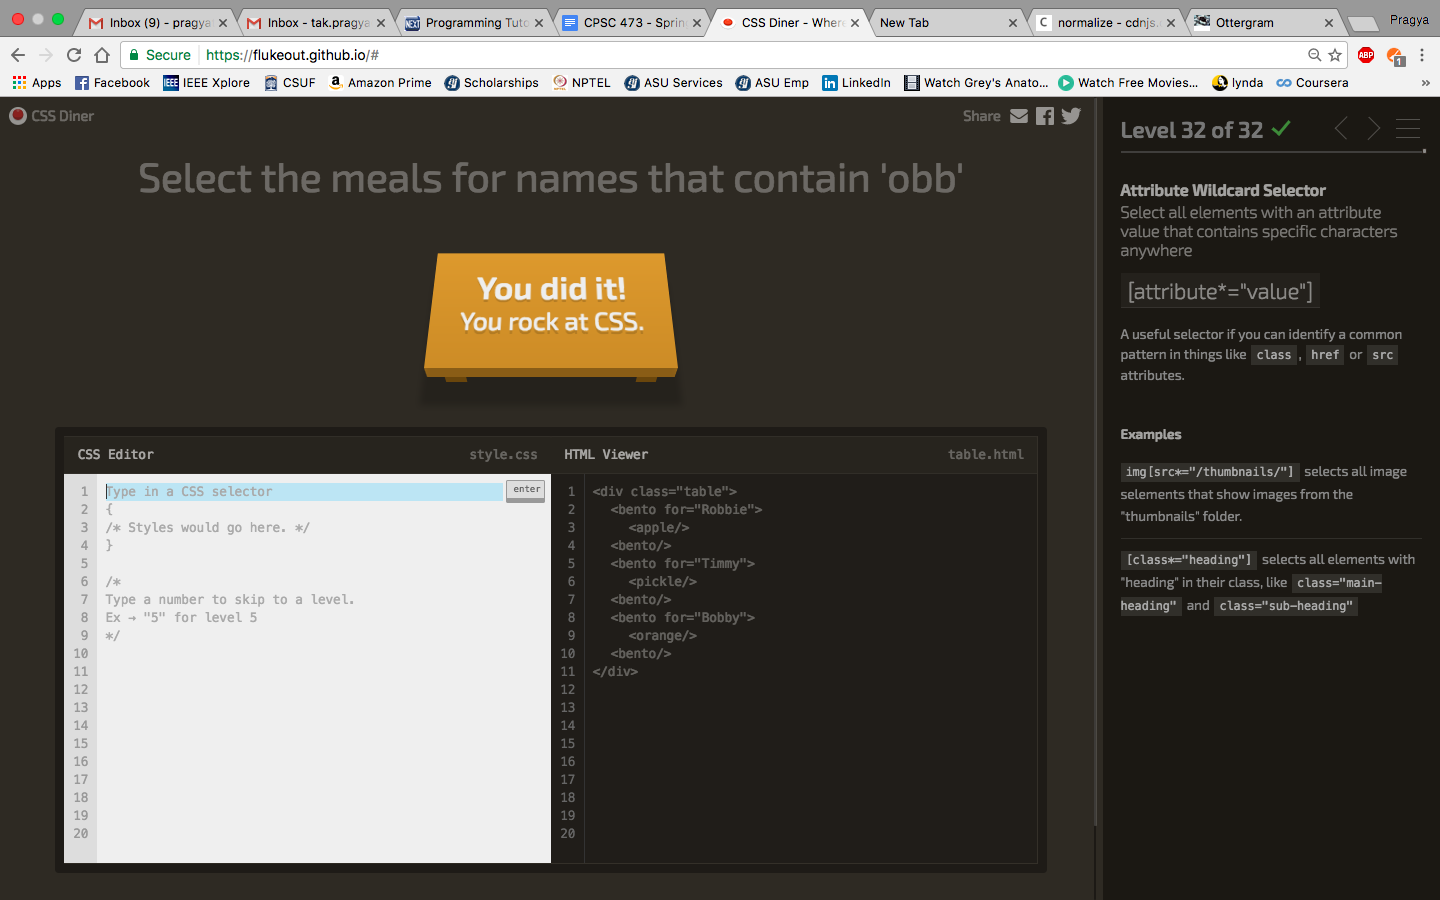 Inbox (9) - pragya
Inbox - tak.pragya
Programming Tuto
CPSC 473 - Sprin
CSS Diner - Where
New Tab
normalize - cdnjs.
Ottergram
Pragya
Secure https://flukeout.github.io/#
ABP
1
Apps Facebook IEEE Xplore CSUF Amazon Prime Scholarships NPTEL ASU Services ASU Emp LinkedIn Watch Grey's Anato... Watch Free Movies... lynda Coursera »
CSS Diner
Share
Select the meals for names that contain 'obb'
You did it!
You rock at CSS.
CSS Editor style.css
1 Type in a CSS selector enter
2 {
3 /* Styles would go here. */
4 }
5
6 /*
7 Type a number to skip to a level.
8 Ex → "5" for level 5
9 */
10
11
12
13
14
15
16
17
18
19
20
HTML Viewer table.html
1 <div class="table">
2 <bento for="Robbie">
3 <apple/>
4 <bento/>
5 <bento for="Timmy">
6 <pickle/>
7 <bento/>
8 <bento for="Bobby">
9 <orange/>
10 <bento/>
11 </div>
12
13
14
15
16
17
18
19
20
Level 32 of 32
Attribute Wildcard Selector
Select all elements with an attribute
value that contains specific characters
anywhere
[attribute*="value"]
A useful selector if you can identify a common
pattern in things like class , href or src
attributes.
Examples
img[src*="/thumbnails/"] selects all image
selements that show images from the
"thumbnails" folder.
[class*="heading"] selects all elements with
"heading" in their class, like class="main-
heading" and class="sub-heading"